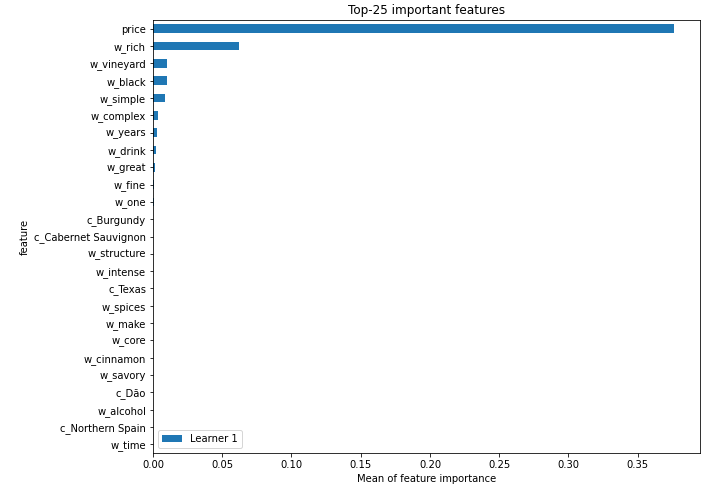 Top-25 important features
price
w_rich
w_vineyard
w_black
w_simple
w_complex
w_years
w_drink
w_great
w_fine
w_one
c_Burgundy
c_Cabernet Sauvignon
w_structure
w_intense
c_Texas
w_spices
w_make
w_core
w_cinnamon
w_savory
c_Dão
w_alcohol
c_Northern Spain
w_time
feature
Learner 1
0.00 0.05 0.10 0.15 0.20 0.25 0.30 0.35
Mean of feature importance